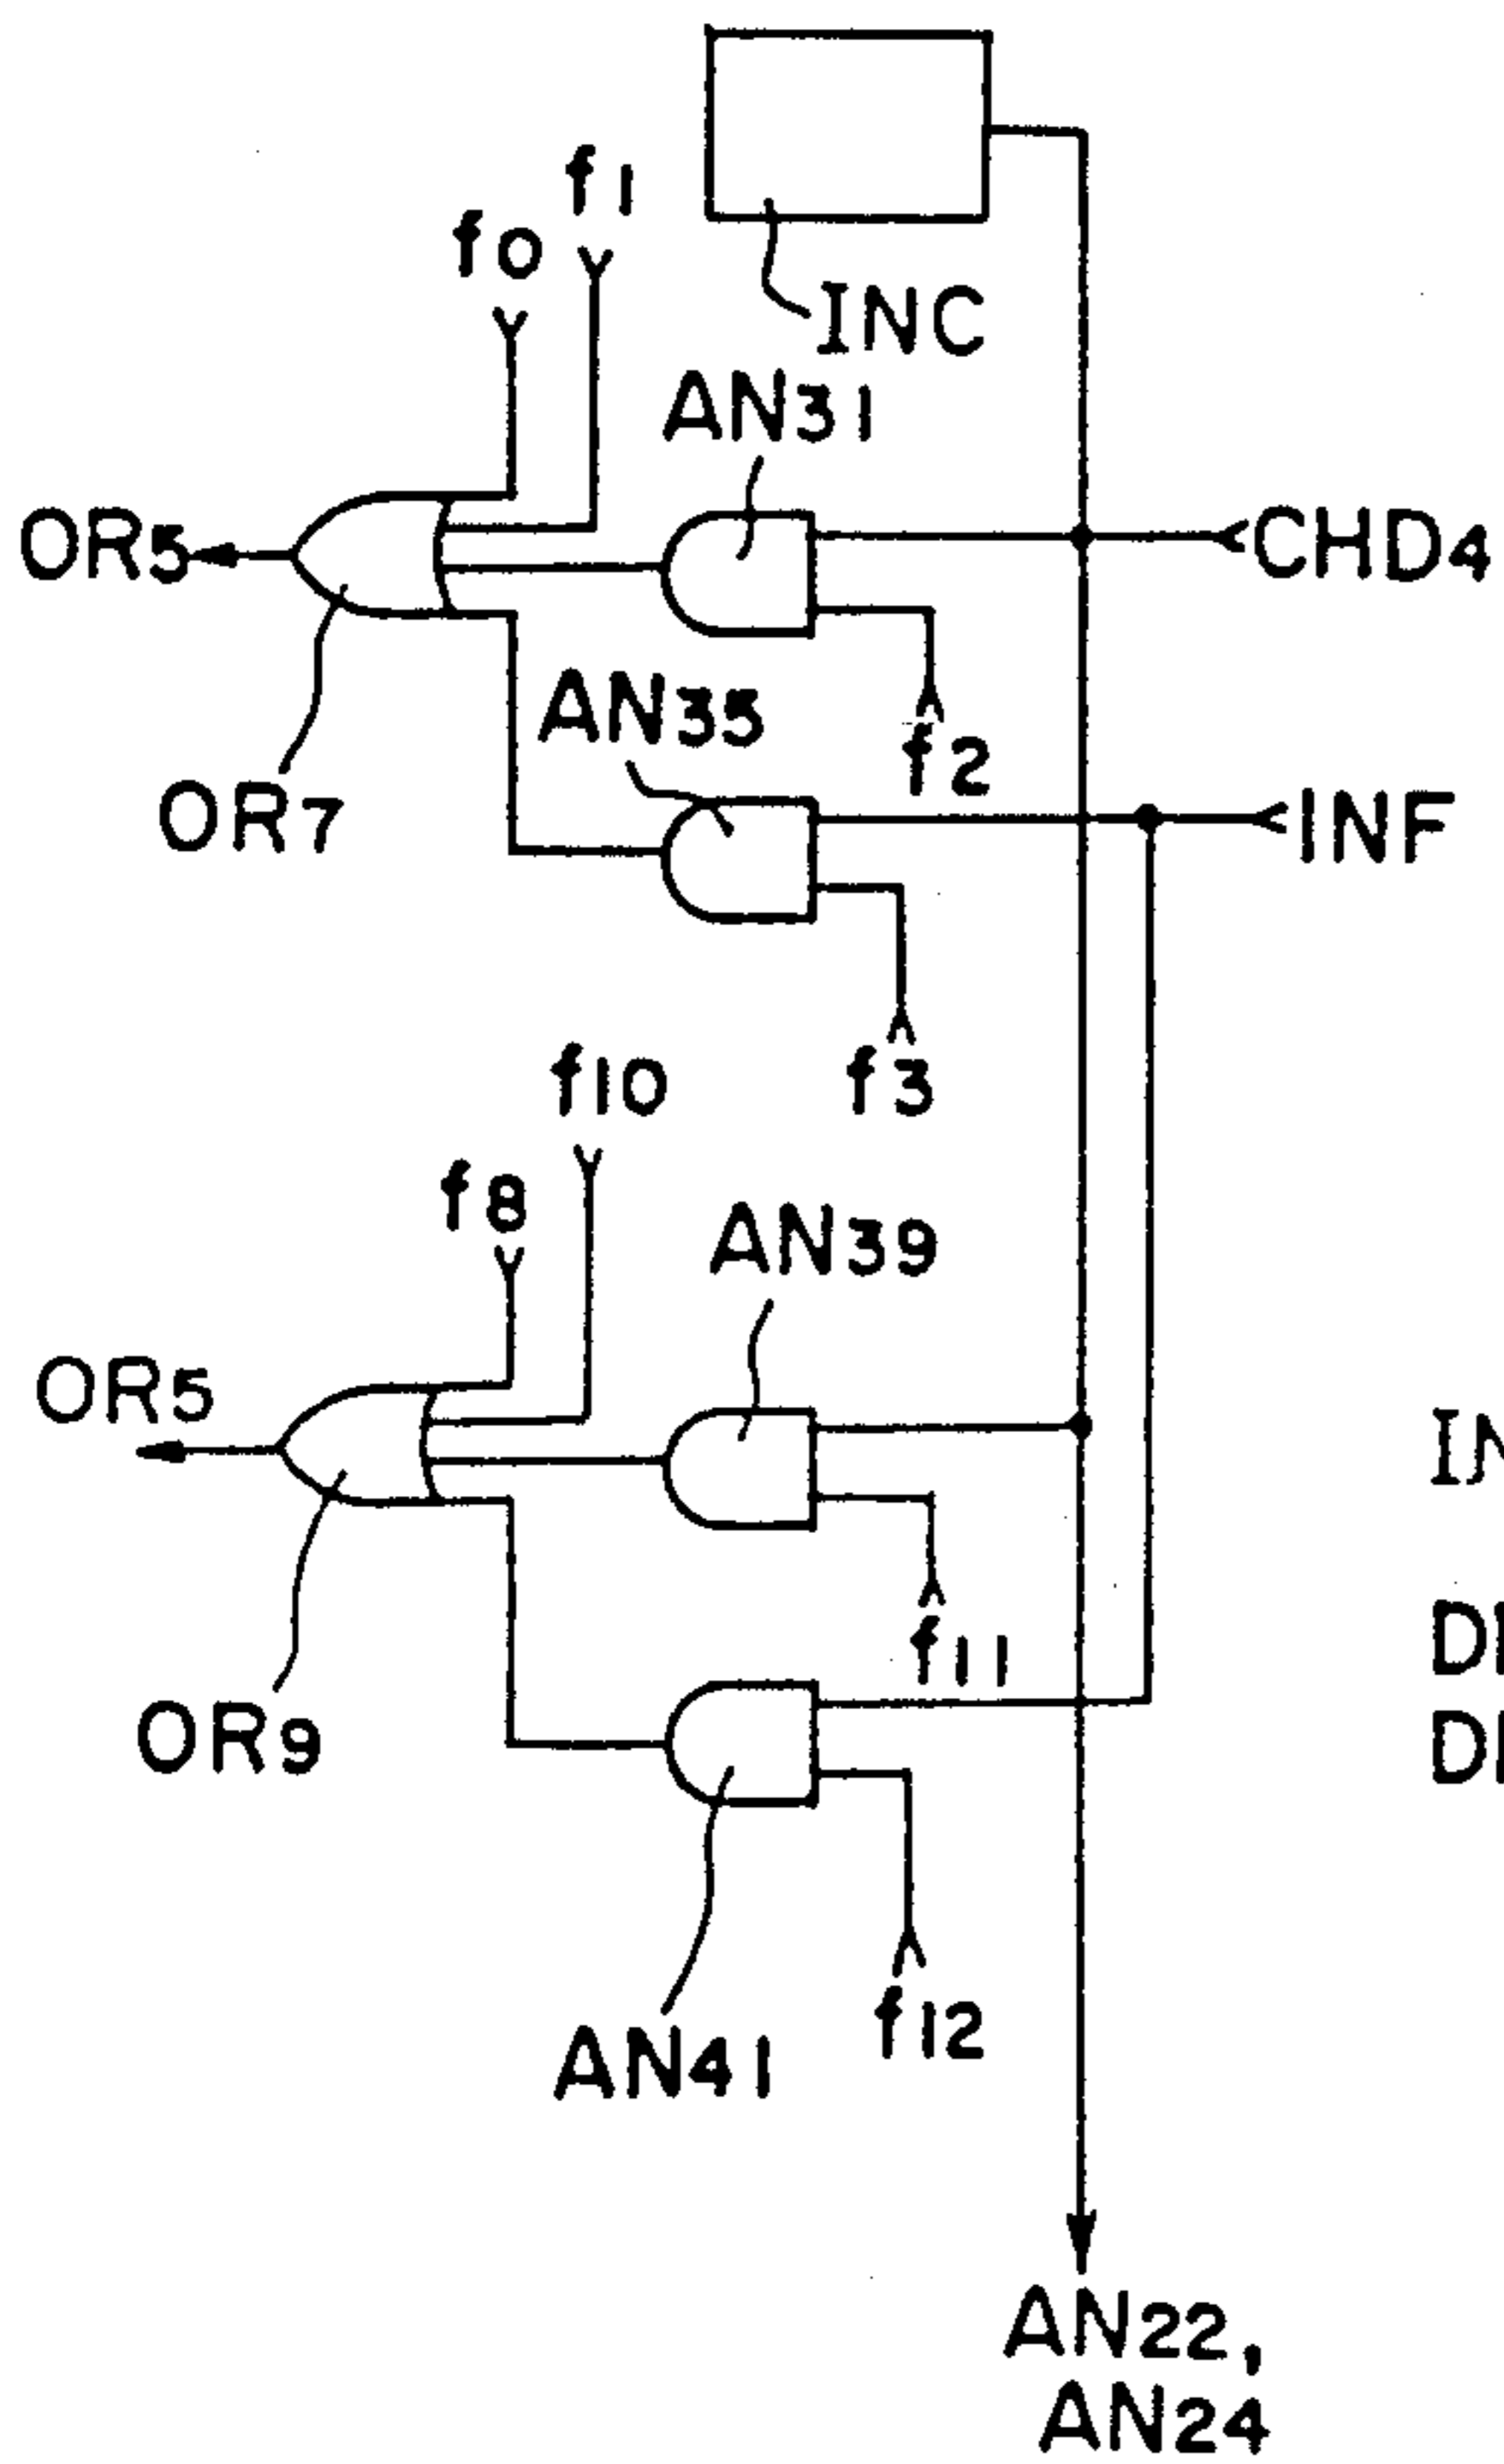 f1
f0
INC
AN31
OR5
CHD4
AN35
f2
OR7
INF
f10
f3
f8
AN39
OR5
f11
OR9
f12
AN41
AN22,
AN24